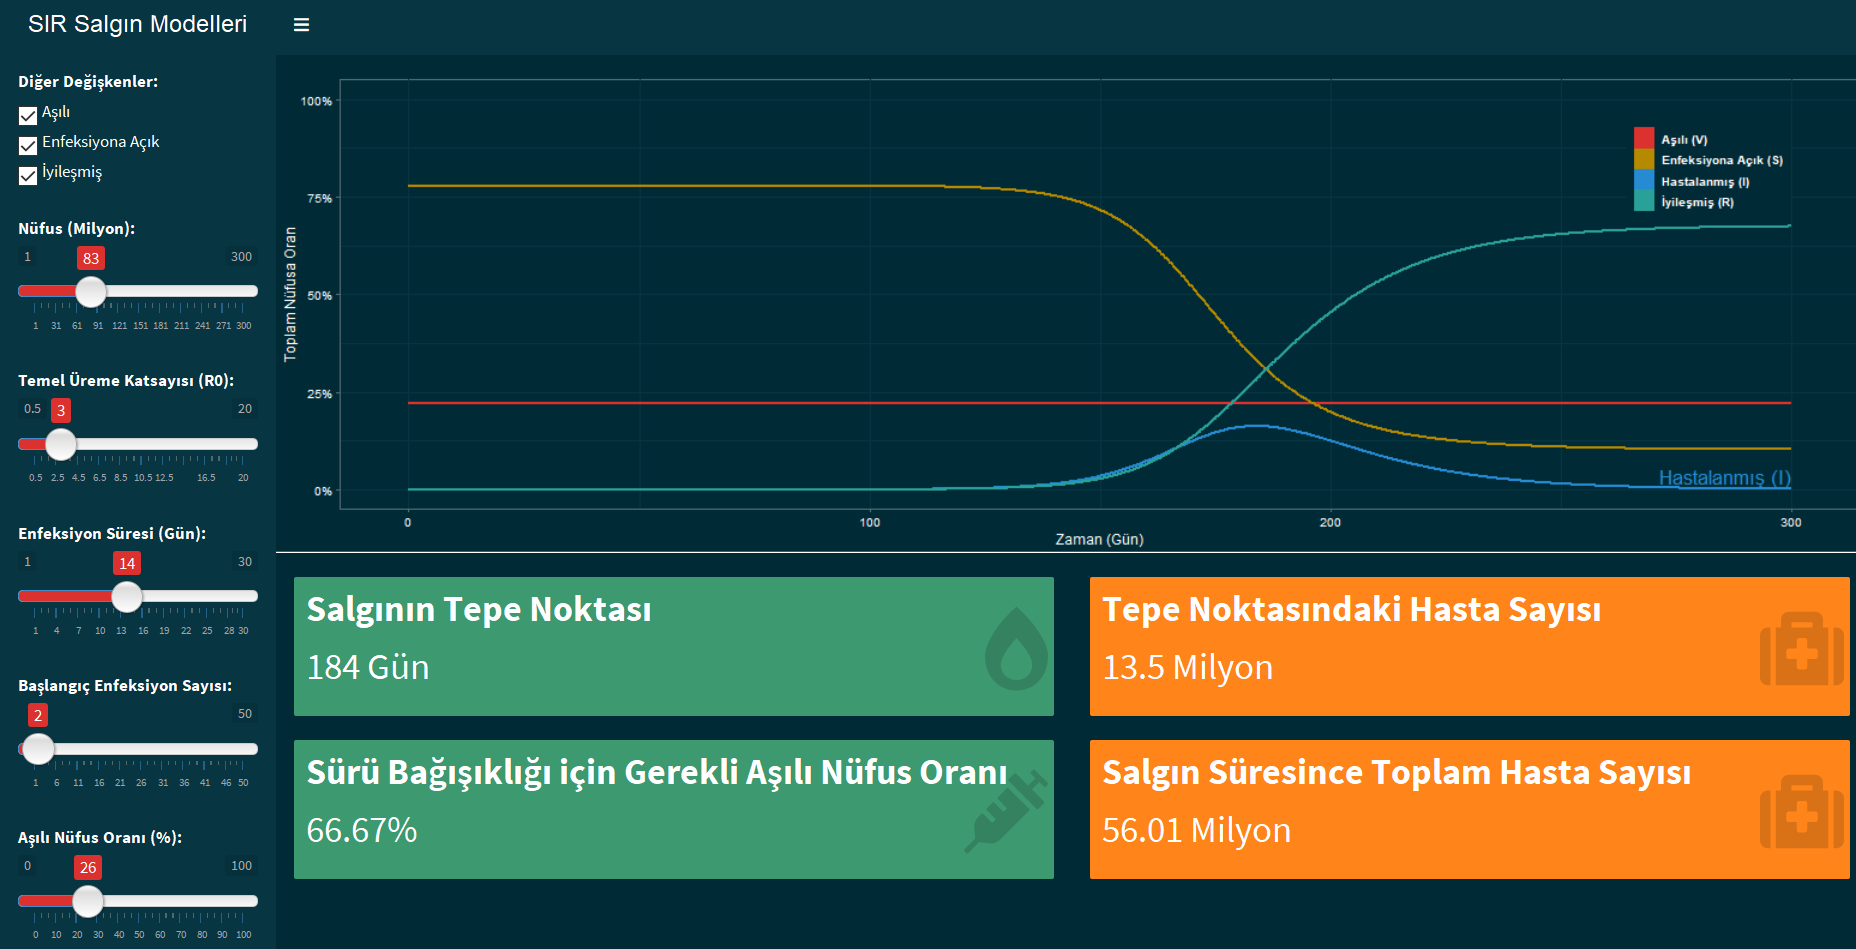 SIR Salgın Modelleri
Diğer Değişkenler:
Aşılı
Enfeksiyona Açık
İyileşmiş
Nüfus (Milyon):
1 83 300
1 31 61 91 121 151 181 211 241 271 300
Temel Üreme Katsayısı (R0):
0.5 3 20
0.5 2.5 4.5 6.5 8.5 10.5 12.5 16.5 20
Enfeksiyon Süresi (Gün):
1 14 30
1 4 7 10 13 16 19 22 25 28 30
Başlangıç Enfeksiyon Sayısı:
2 50
1 6 11 16 21 26 31 36 41 46 50
Aşılı Nüfus Oranı (%):
0 26 100
0 10 20 30 40 50 60 70 80 90 100
Toplam Nüfusa Oran
100%
75%
50%
25%
0%
Aşılı (V)
Enfeksiyona Açık (S)
Hastalanmış (I)
İyileşmiş (R)
Hastalanmış (I)
0 100 200 300
Zaman (Gün)
Salgının Tepe Noktası
184 Gün
Tepe Noktasındaki Hasta Sayısı
13.5 Milyon
Sürü Bağışıklığı için Gerekli Aşılı Nüfus Oranı
66.67%
Salgın Süresince Toplam Hasta Sayısı
56.01 Milyon